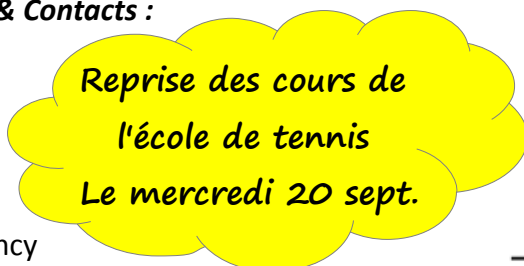 & Contacts :
Reprise des cours de
l'école de tennis
Le mercredi 20 sept.
ncy